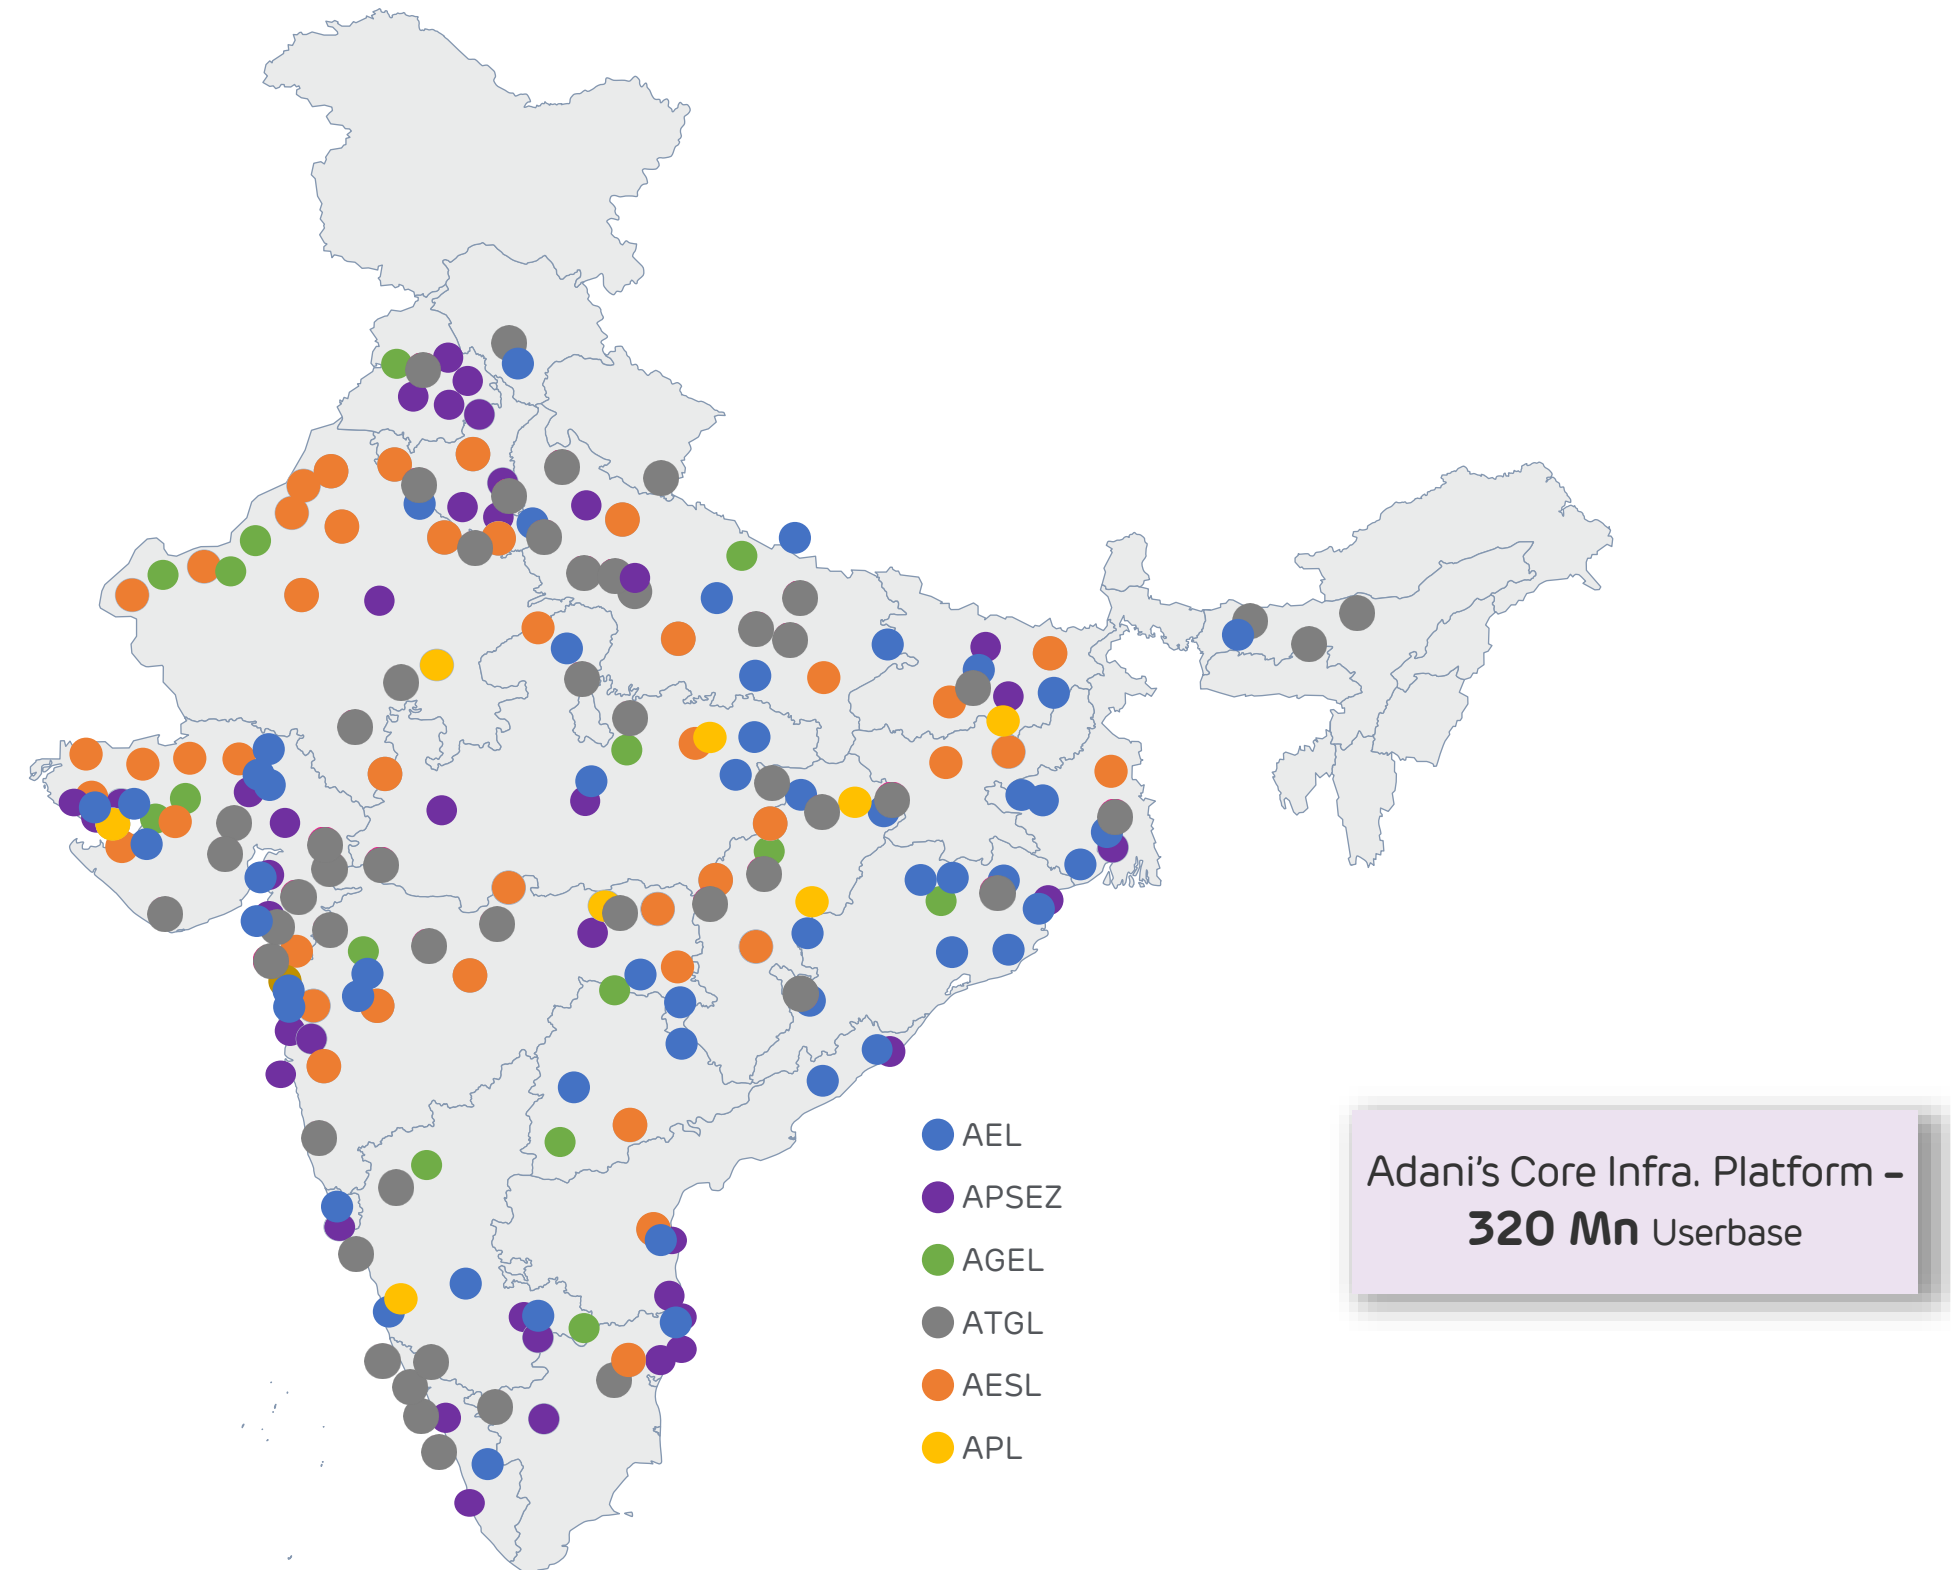 AEL
APSEZ
AGEL
ATGL
AESL
APL
Adani's Core Infra. Platform –
320 Mn Userbase